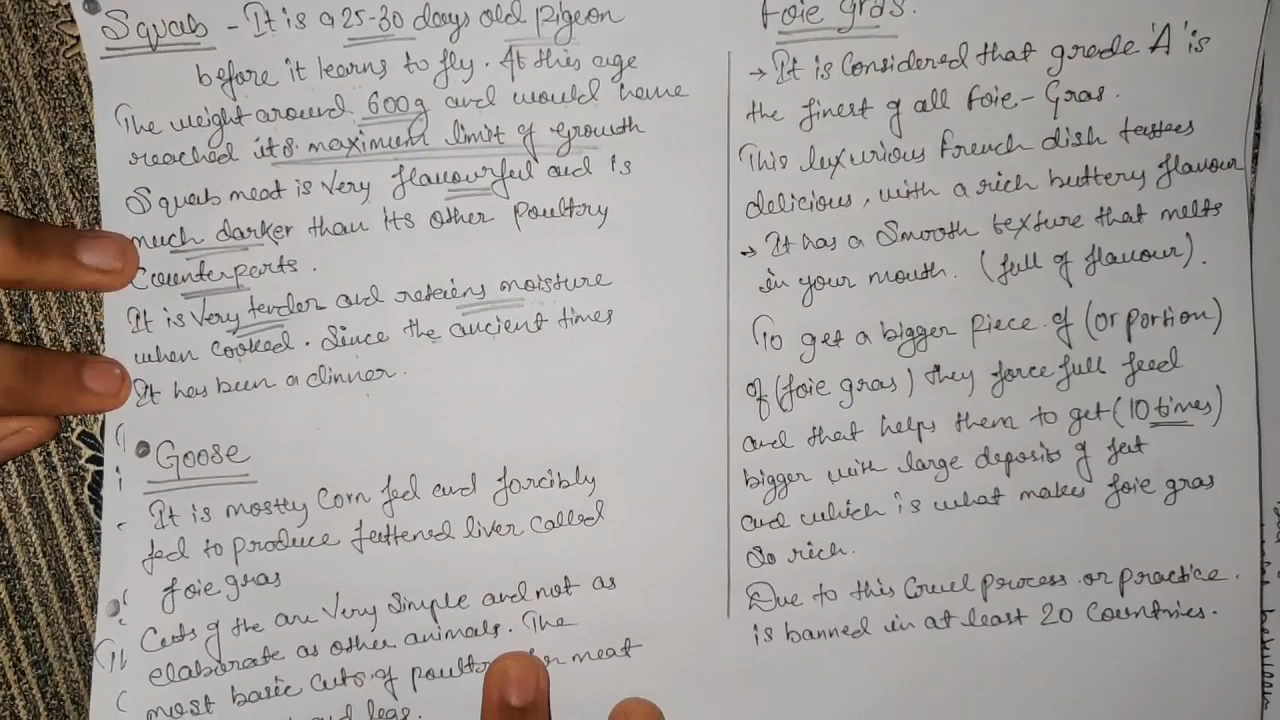 Squab - It is a 25-30 days old pigeon
before it learns to fly. At this age
The weight around 600g and would have
reached its maximum limit of growth
Squab meat is very flavourful and is
much darker than its other poultry
Counterparts.
It is very tender and retains moisture
when cooked. Since the ancient times
It has been a dinner.
Goose
It is mostly Corn fed and forcibly
fed to produce fattened liver called
foie gras
Cuts of the are very simple and not as
elaborate as other animals. The
most basic cuts of poultry meat
and legs.
Foie gras.
→ It is Considered that grade 'A' is
the finest of all Foie-Gras.
This luxurious french dish tastes
delicious, with a rich buttery flavour
→ It has a Smooth texture that melts
in your mouth. (full of flavour).
To get a bigger piece of (or portion)
of (foie gras) they force full feed
and that helps them to get (10 times)
bigger with large deposits of fat
and which is what makes foie gras
So rich.
Due to this Cruel process or practice.
is banned in at least 20 Countries.